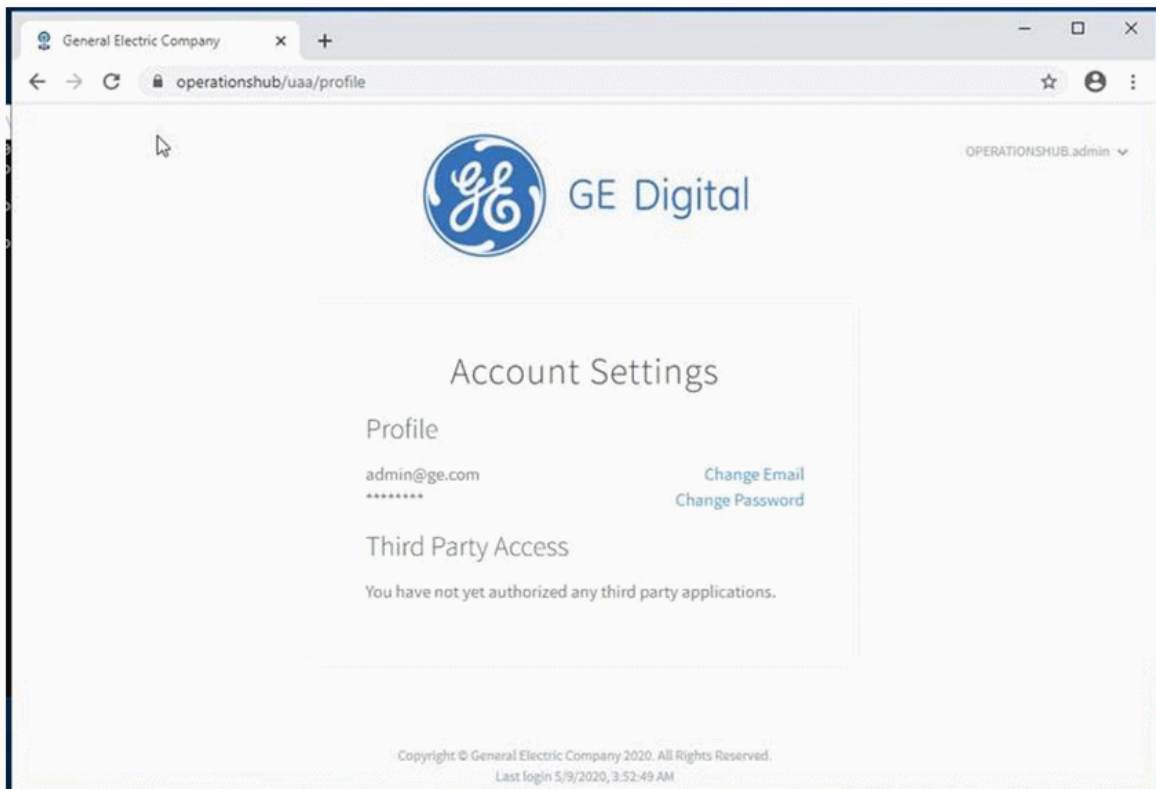 General Electric Company
operationshub/uaa/profile
OPERATIONSHUB.admin
GE Digital
Account Settings
Profile
admin@ge.com Change Email
******** Change Password
Third Party Access
You have not yet authorized any third party applications.
Copyright © General Electric Company 2020. All Rights Reserved.
Last login 5/9/2020, 3:52:49 AM